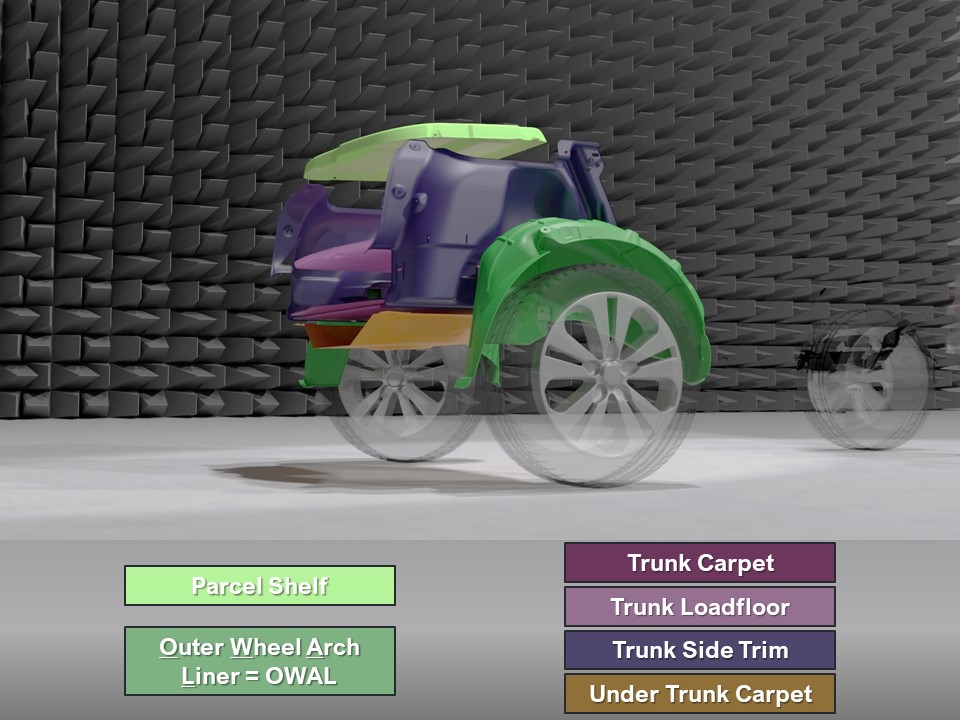 Parcel Shelf
Outer Wheel Arch
Liner = OWAL
Trunk Carpet
Trunk Loadfloor
Trunk Side Trim
Under Trunk Carpet